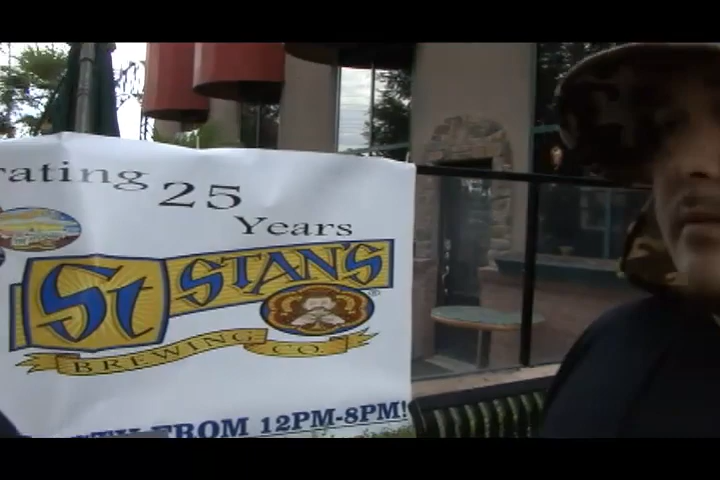 rating 25
Years
St STAN'S
®
BREWING CO.
FROM 12PM-8PM!